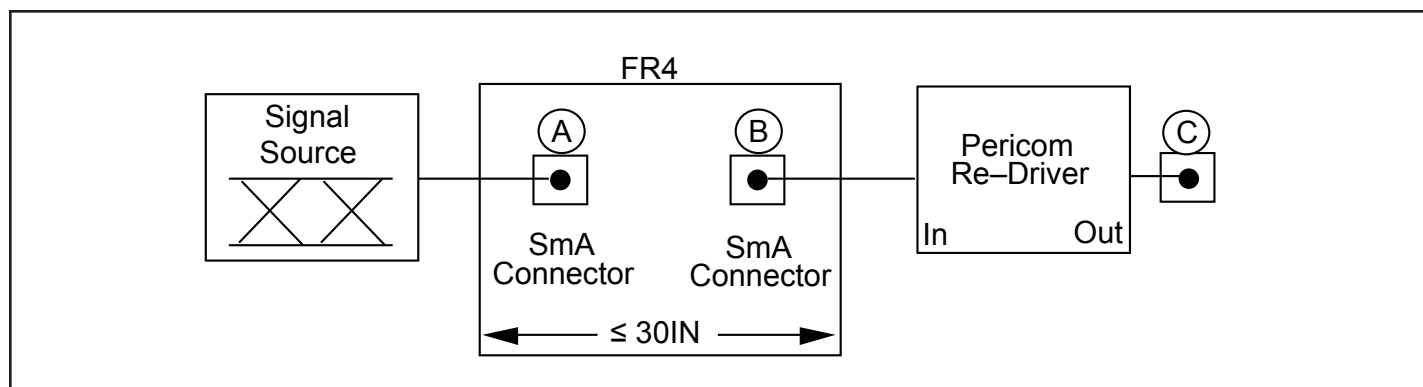 FR4
Signal
Source
A
B
C
Pericom
Re–Driver
In
Out
SmA
Connector
SmA
Connector
≤ 30IN